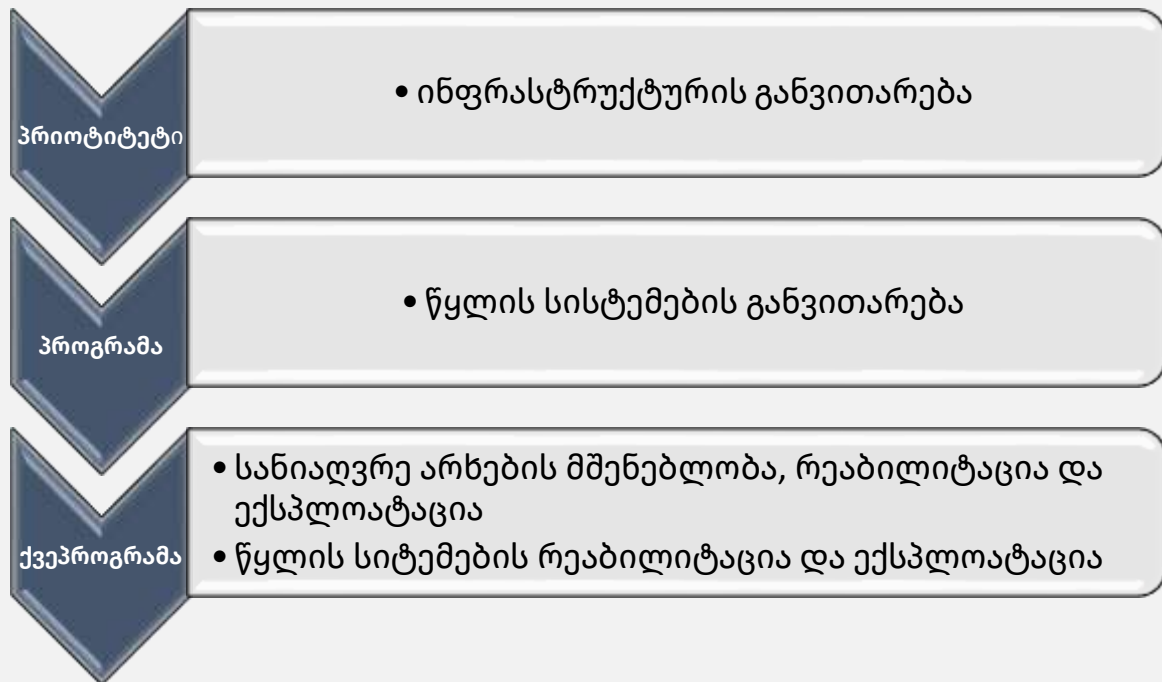 პრიოტიტეტი
• ინფრასტრუქტურის განვითარება
პროგრამა
• წყლის სისტემების განვითარება
ქვეპროგრამა
• სანიაღვრე არხების მშენებლობა, რეაბილიტაცია და
ექსპლოატაცია
• წყლის სიტემების რეაბილიტაცია და ექსპლოატაცია